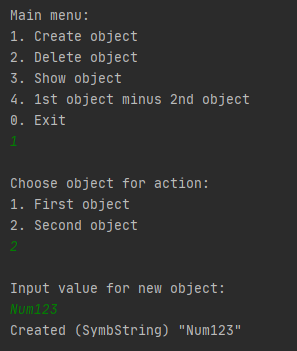 Main menu:
1. Create object
2. Delete object
3. Show object
4. 1st object minus 2nd object
0. Exit
1
Choose object for action:
1. First object
2. Second object
2
Input value for new object:
Num123
Created (SymbString) "Num123"